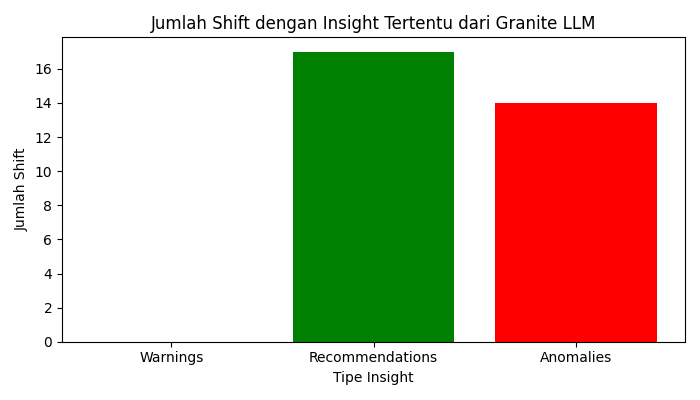 Jumlah Shift dengan Insight Tertentu dari Granite LLM
Jumlah Shift
16
14
12
10
8
6
4
2
0
Warnings
Recommendations
Anomalies
Tipe Insight